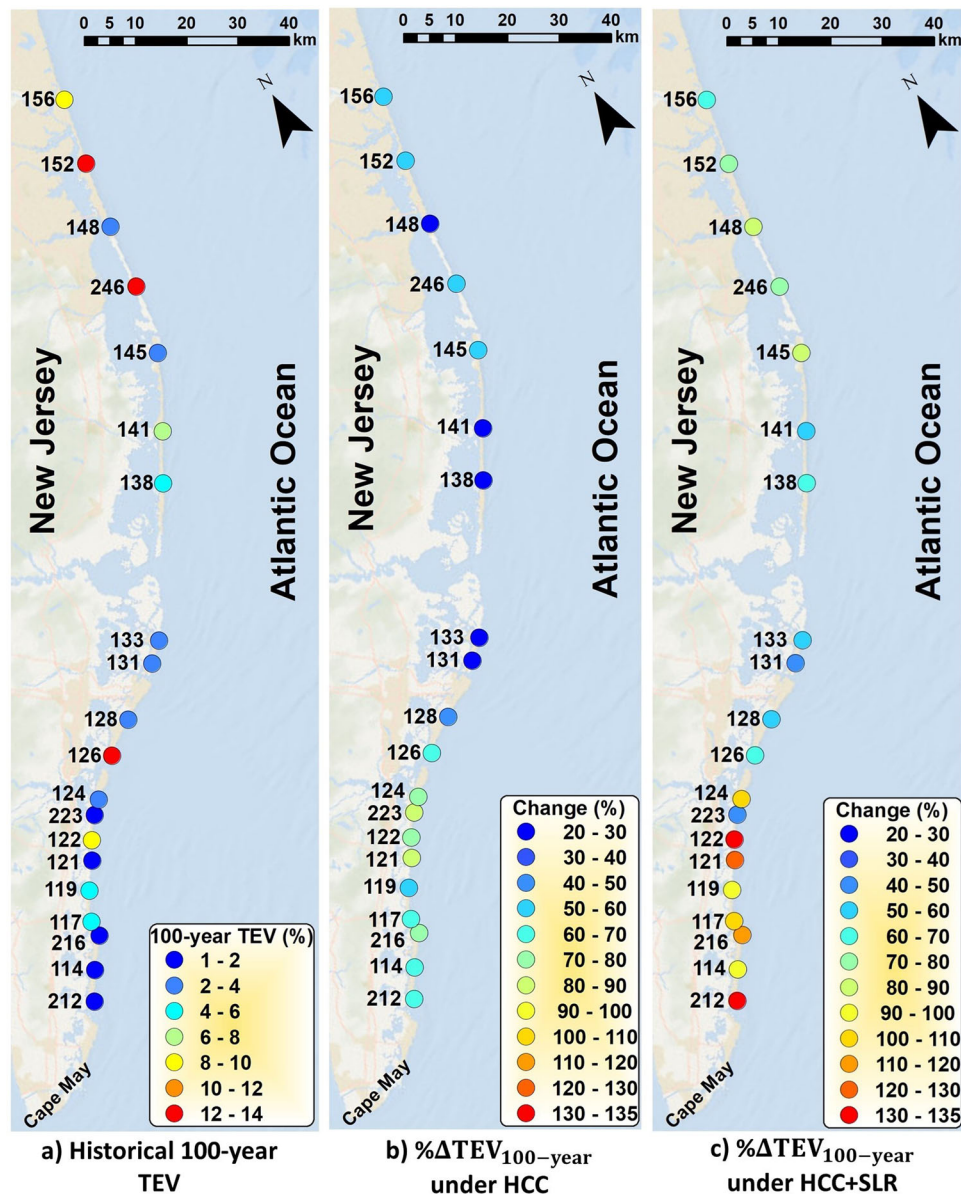 0 5 10 20 30 40
km
N
156
152
148
246
145
141
138
133
131
128
126
124
223
122
121
119
117
216
114
212
New Jersey
Atlantic Ocean
Cape May
100-year TEV (%)
1 - 2
2 - 4
4 - 6
6 - 8
8 - 10
10 - 12
12 - 14
a) Historical 100-year
TEV
0 5 10 20 30 40
km
N
156
152
148
246
145
141
138
133
131
128
126
124
223
122
121
119
117
216
114
212
New Jersey
Atlantic Ocean
Cape May
Change (%)
20 - 30
30 - 40
40 - 50
50 - 60
60 - 70
70 - 80
80 - 90
90 - 100
100 - 110
110 - 120
120 - 130
130 - 135
b) %ΔTEV100−year
under HCC
0 5 10 20 30 40
km
N
156
152
148
246
145
141
138
133
131
128
126
124
223
122
121
119
117
216
114
212
New Jersey
Atlantic Ocean
Cape May
Change (%)
20 - 30
30 - 40
40 - 50
50 - 60
60 - 70
70 - 80
80 - 90
90 - 100
100 - 110
110 - 120
120 - 130
130 - 135
c) %ΔTEV100−year
under HCC+SLR